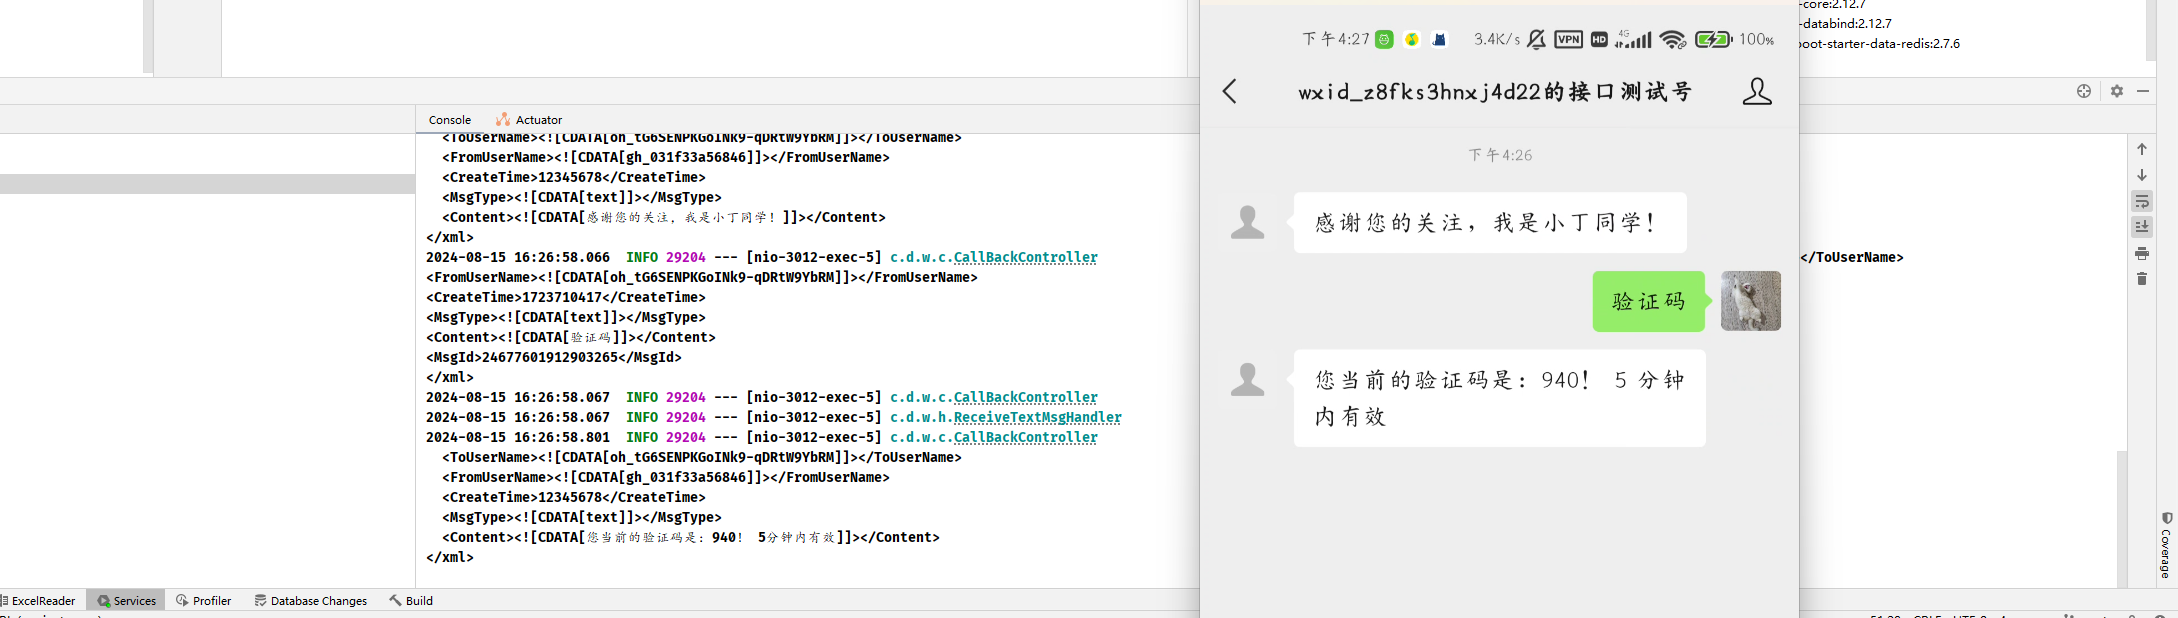 -core:2.12.7
-databind:2.12.7
boot-starter-data-redis:2.7.6
Console
Actuator
<ToUserName><![CDATA[oh_tG6SENPKGoINk9-qDRtW9YbRM]]></ToUserName>
<FromUserName><![CDATA[gh_031f33a56846]]></FromUserName>
<CreateTime>12345678</CreateTime>
<MsgType><![CDATA[text]]></MsgType>
<Content><![CDATA[感谢您的关注，我是小丁同学！]]></Content>
</xml>
2024-08-15 16:26:58.066 INFO 29204 --- [nio-3012-exec-5] c.d.w.c.CallBackController
</ToUserName>
<FromUserName><![CDATA[oh_tG6SENPKGoINk9-qDRtW9YbRM]]></FromUserName>
<CreateTime>1723710417</CreateTime>
<MsgType><![CDATA[text]]></MsgType>
<Content><![CDATA[验证码]]></Content>
<MsgId>24677601912903265</MsgId>
</xml>
2024-08-15 16:26:58.067 INFO 29204 --- [nio-3012-exec-5] c.d.w.c.CallBackController
2024-08-15 16:26:58.067 INFO 29204 --- [nio-3012-exec-5] c.d.w.h.ReceiveTextMsgHandler
2024-08-15 16:26:58.801 INFO 29204 --- [nio-3012-exec-5] c.d.w.c.CallBackController
<ToUserName><![CDATA[oh_tG6SENPKGoINk9-qDRtW9YbRM]]></ToUserName>
<FromUserName><![CDATA[gh_031f33a56846]]></FromUserName>
<CreateTime>12345678</CreateTime>
<MsgType><![CDATA[text]]></MsgType>
<Content><![CDATA[您当前的验证码是：940！ 5分钟内有效]]></Content>
</xml>
下午4:27
3.4K/s VPN HD 4G 100%
wxid_z8fks3hnxj4d22的接口测试号
下午4:26
感谢您的关注，我是小丁同学！
验证码
您当前的验证码是：940！ 5 分钟
内有效
Coverage
ExcelReader
Services
Profiler
Database Changes
Build